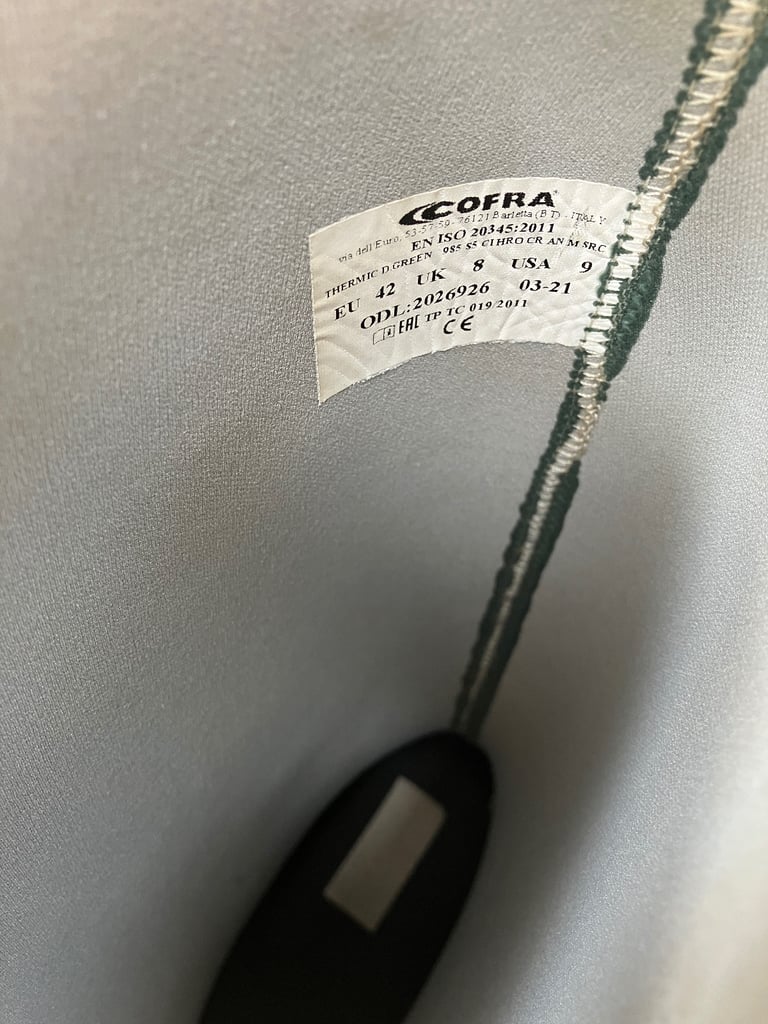 COFRA
via dell'Euro, 53-57-59 - 76121 Barletta (BT) - ITALY
EN ISO 20345:2011
THERMIC D.GREEN 985 S5 CI HRO CR AN M SRC
EU 42 UK 8 USA 9
ODL:2026926 03-21
EAC TP TC 019/2011
CE